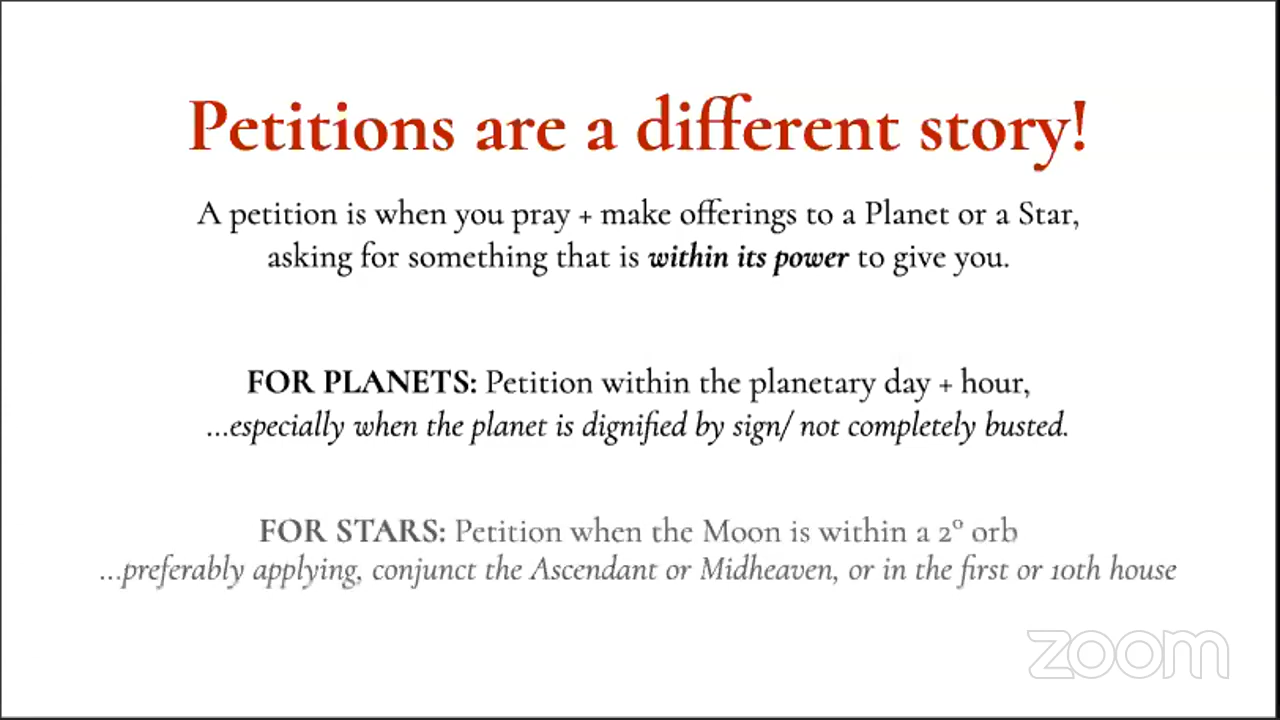 Petitions are a different story!
A petition is when you pray + make offerings to a Planet or a Star,
asking for something that is within its power to give you.
FOR PLANETS: Petition within the planetary day + hour,
...especially when the planet is dignified by sign/ not completely busted.
FOR STARS: Petition when the Moon is within a 2° orb
...preferably applying, conjunct the Ascendant or Midheaven, or in the first or 10th house
zoom